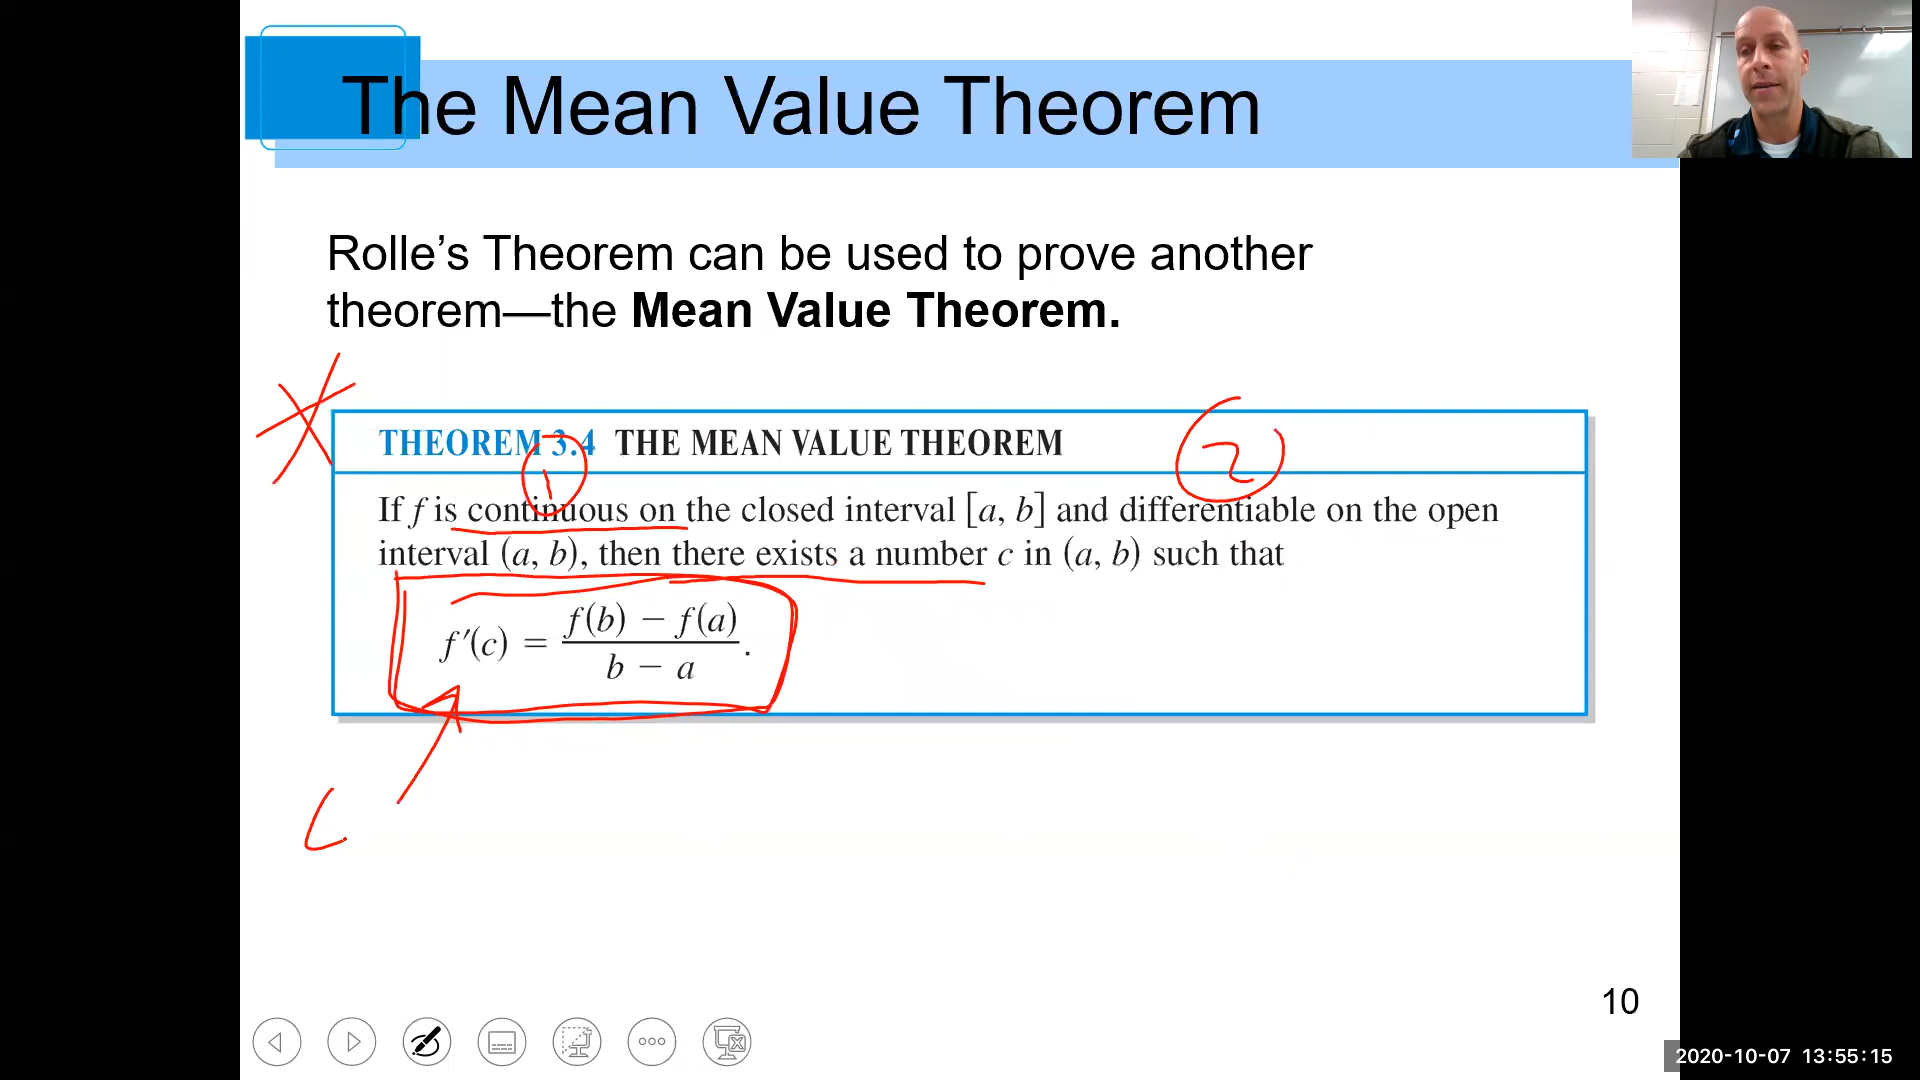 The Mean Value Theorem
Rolle’s Theorem can be used to prove another
theorem—the Mean Value Theorem.
THEOREM 3.4 THE MEAN VALUE THEOREM
1
2
If f is continuous on the closed interval [a, b] and differentiable on the open
interval (a, b), then there exists a number c in (a, b) such that
f′(c) = \frac{f(b) − f(a)}{b − a}.
10
2020-10-07 13:55:15